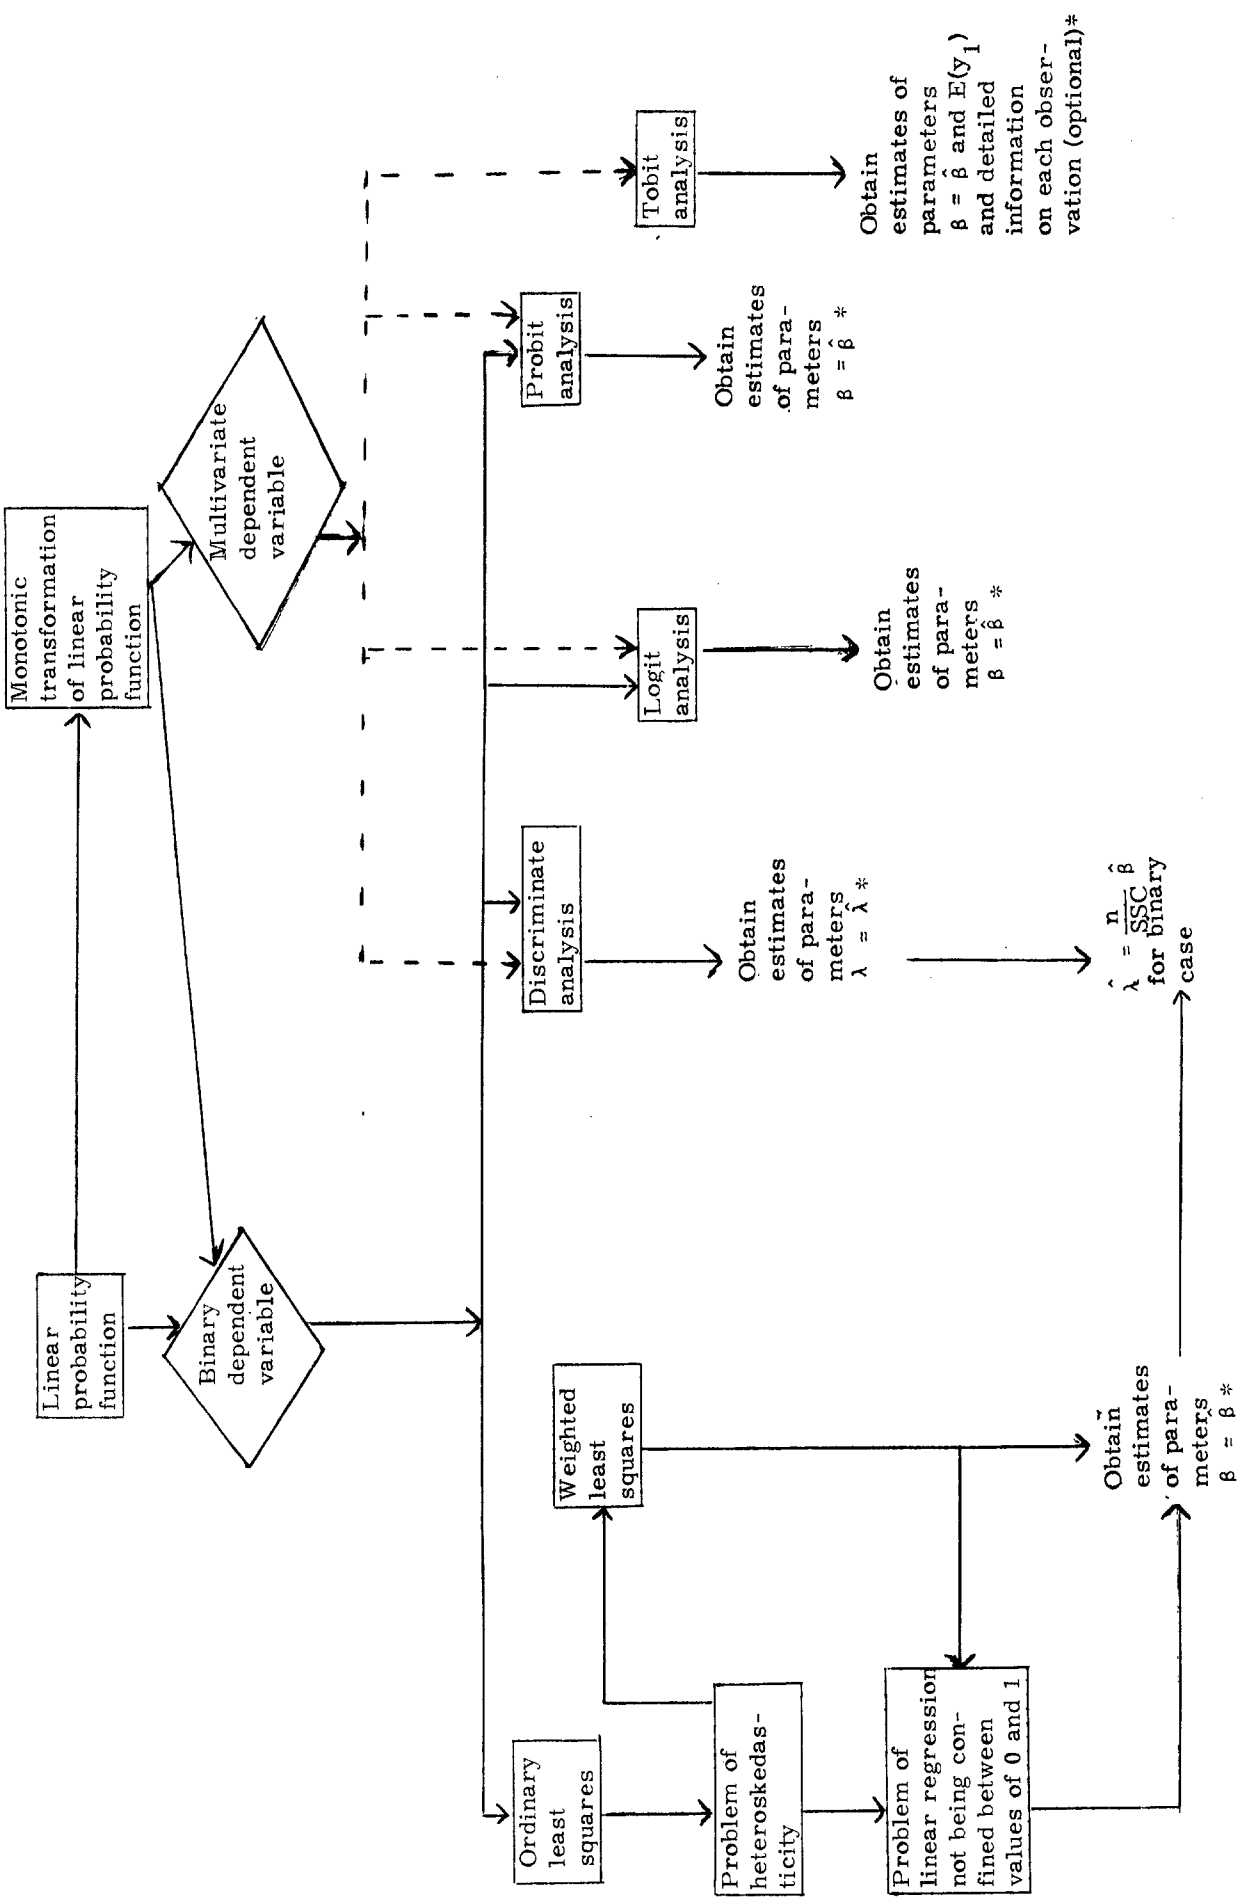 Linear
probability
function
Monotonic
transformation
of linear
probability
function
Binary
dependent
variable
Multivariate
dependent
variable
Ordinary
least
squares
Weighted
least
squares
Discriminate
analysis
Logit
analysis
Probit
analysis
Tobit
analysis
Problem of
heteroskedas-
ticity
Problem of
linear regression
not being con-
fined between
values of 0 and 1
Obtain
estimates
of para-
meters
β = β̂ *
Obtain
estimates
of para-
meters
λ = λ̂ *
λ̂ = n/SSC β̂
for binary
case
Obtain
estimates
of para-
meters
β = β̂ *
Obtain
estimates
of para-
meters
β = β̂ *
Obtain
estimates of
parameters
β = β̂ and E(y₁)
and detailed
information
on each obser-
vation (optional)*